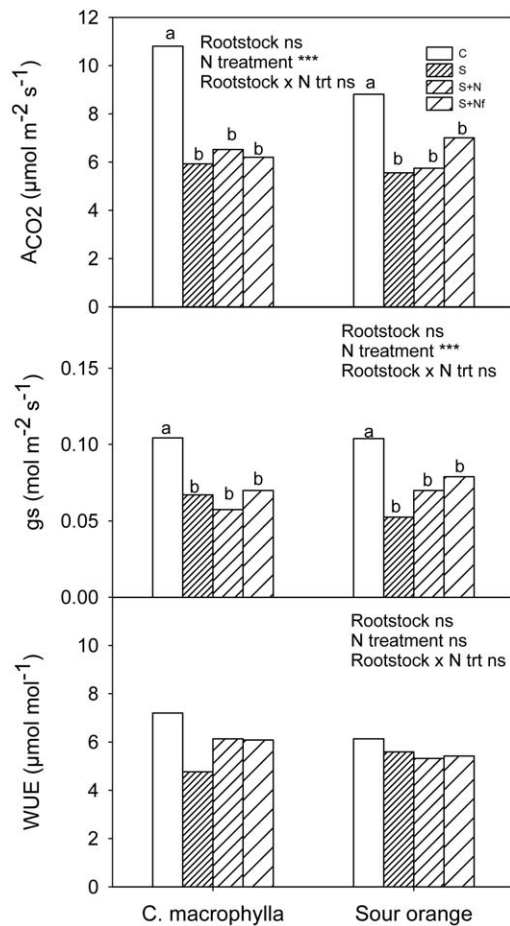 12
10
8
6
4
2
0
ACO2 (µmol m-2 s-1)
a
b
b
b
a
b
b
b
Rootstock ns
N treatment ***
Rootstock x N trt ns
C
S
S+N
S+Nf
0.15
0.10
0.05
0.00
gs (mol m-2 s-1)
a
b
b
b
a
b
b
b
Rootstock ns
N treatment ***
Rootstock x N trt ns
10
8
6
4
2
0
WUE (µmol mol-1)
Rootstock ns
N treatment ns
Rootstock x N trt ns
C. macrophylla
Sour orange